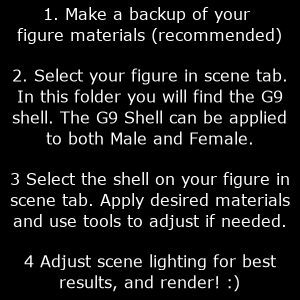 1. Make a backup of your
figure materials (recommended)
2. Select your figure in scene tab.
In this folder you will find the G9
shell. The G9 Shell can be applied
to both Male and Female.
3 Select the shell on your figure in
scene tab. Apply desired materials
and use tools to adjust if needed.
4 Adjust scene lighting for best
results, and render! :)